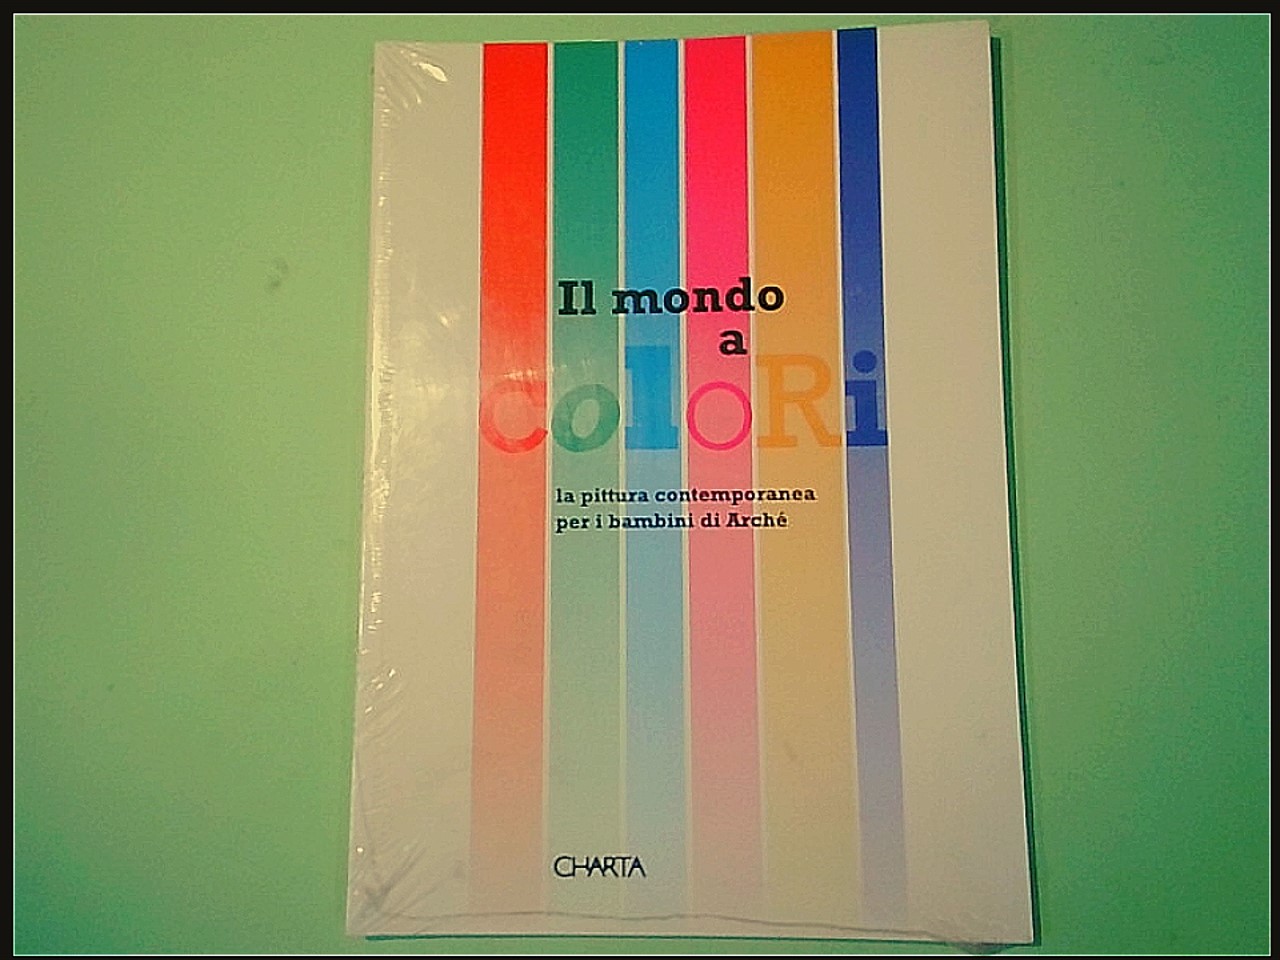 Il mondo
a
coloRi
la pittura contemporanea
per i bambini di Arché
CHARTA